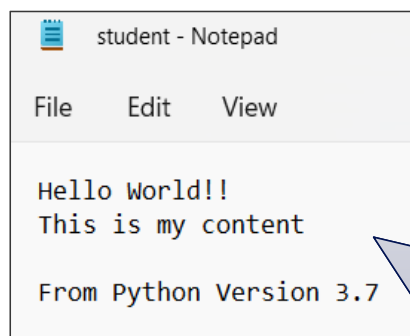 student - Notepad
File Edit View
Hello World!!
This is my content
From Python Version 3.7